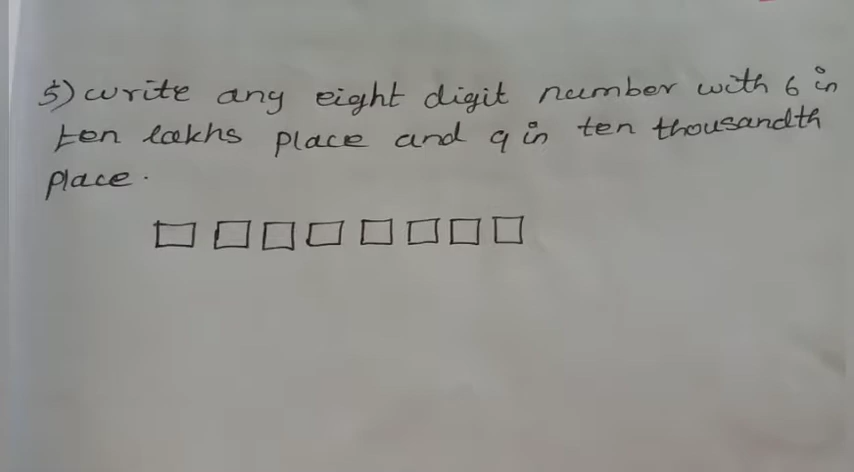 5) write any eight digit number with 6 in
ten lakhs place and 9 in ten thousandth
place.